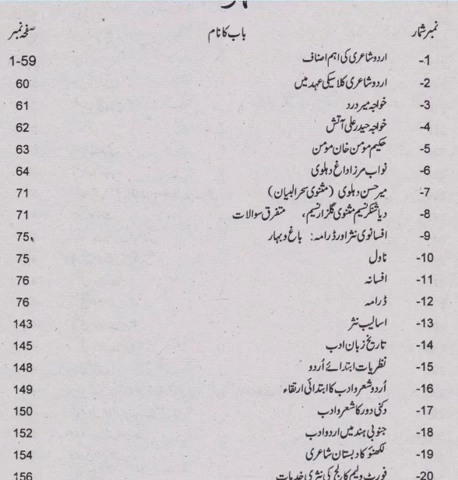 نمبر شمار باب کا نام صفحہ نمبر
1- اردو شاعری کی اہم اصناف 1-59
2- اردو شاعری کلاسیکی عہد میں 60
3- خواجہ میر درد 61
4- خواجہ حیدر علی آتش 62
5- حکیم مومن خان مومن 63
6- نواب مرزا داغ دہلوی 64
7- میر حسن دہلوی (مثنوی سحرالبیان) 71
8- دیا شنکر نسیم مثنوی گلزار نسیم، متفرق سوالات 71
9- افسانوی نثر اور ڈرامہ: باغ و بہار 75
10- ناول 75
11- افسانہ 76
12- ڈرامہ 76
13- اسالیب نثر 143
14- تاریخ زبان ادب 145
15- نظریات ابتدائے اُردو 148
16- اُردو شعر و ادب کا ابتدائی ارتقاء 149
17- دکنی دور کا شعر و ادب 150
18- جنوبی ہند میں اردو ادب 152
19- لکھنؤ کا دبستان شاعری 154
20- فورٹ ولیم کالج کی نثری خدمات 156